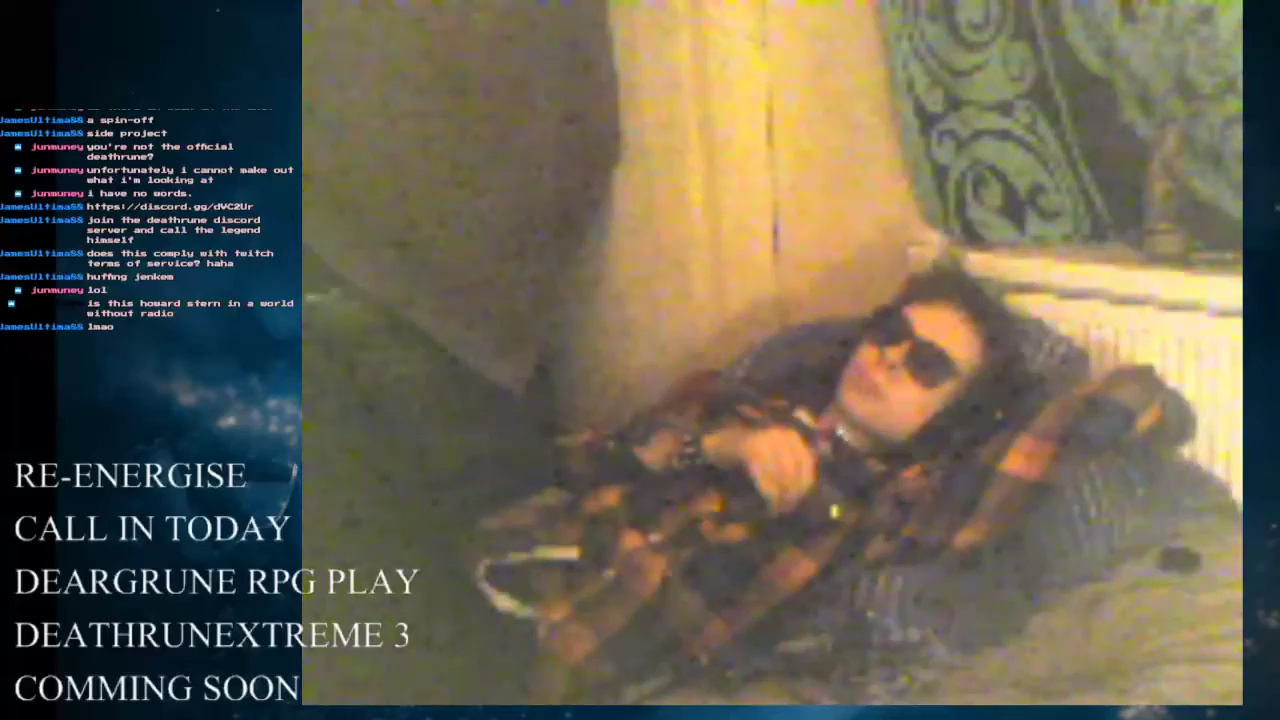 JamesUltima88 a spin-off
JamesUltima88 side project
junmuney you're not the official
deathrune?
junmuney unfortunately i cannot make out
what i'm looking at
junmuney i have no words.
JamesUltima88 https://discord.gg/dVC2Ur
JamesUltima88 join the deathrune discord
server and call the legend
himself
JamesUltima88 does this comply with twitch
terms of service? haha
JamesUltima88 huffing jenkem
junmuney lol
is this howard stern in a world
without radio
JamesUltima88 lmao
RE-ENERGISE
CALL IN TODAY
DEARGRUNE RPG PLAY
DEATHRUNEXTREME 3
COMMING SOON